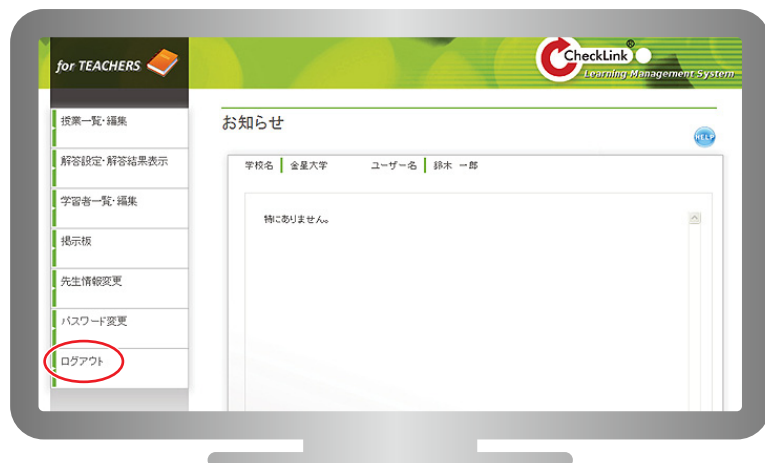 for TEACHERS
CheckLink®
Learning Management System
授業一覧・編集
解答設定・解答結果表示
学習者一覧・編集
掲示板
先生情報変更
パスワード変更
ログアウト
お知らせ
HELP
学校名 金星大学 ユーザー名 鈴木 一郎
特にありません。